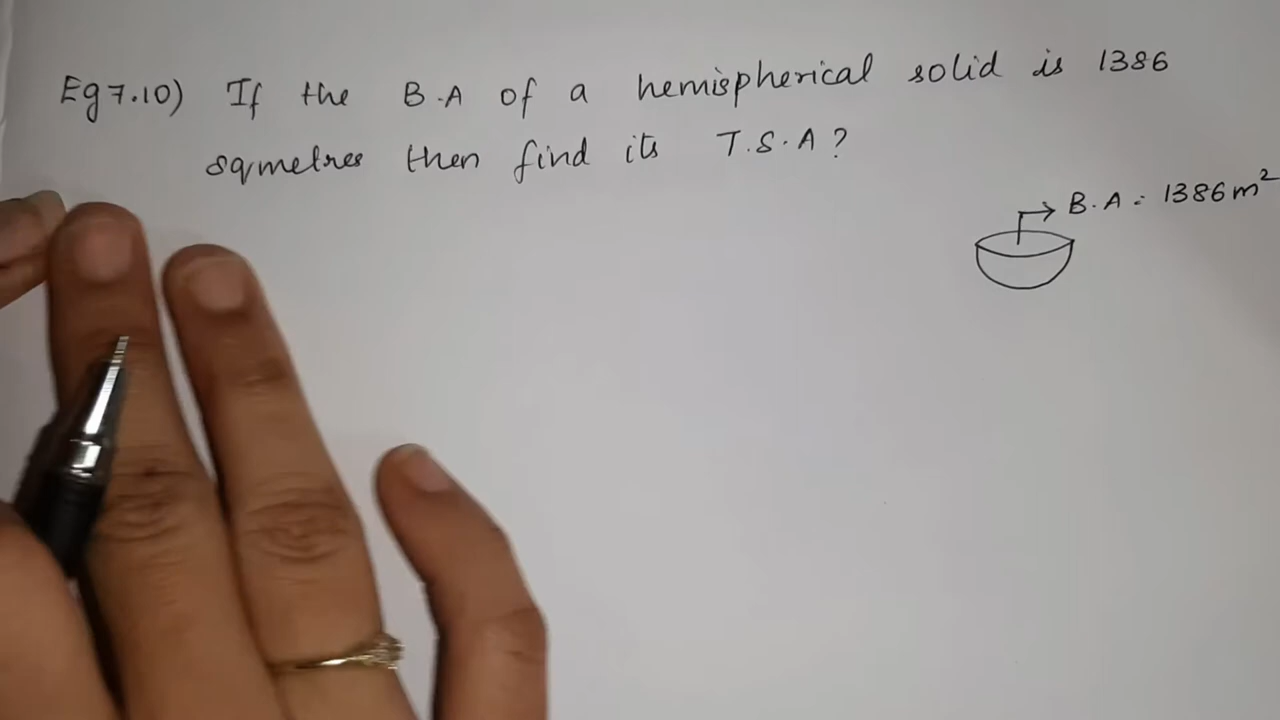 Eg 7.10) If the B.A of a hemispherical solid is 1386
sqmetres then find its T.S.A?
B.A = 1386m²